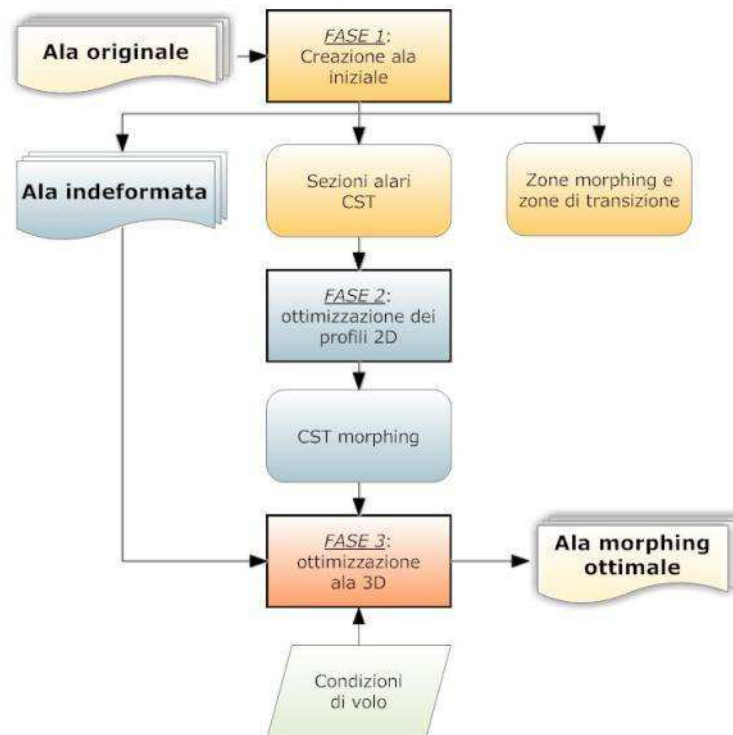 Ala originale
FASE 1:
Creazione ala
iniziale
Ala indeformata
Sezioni alari
CST
Zone morphing e
zone di transizione
FASE 2:
ottimizzazione dei
profili 2D
CST morphing
FASE 3:
ottimizzazione
ala 3D
Ala morphing
ottimale
Condizioni
di volo